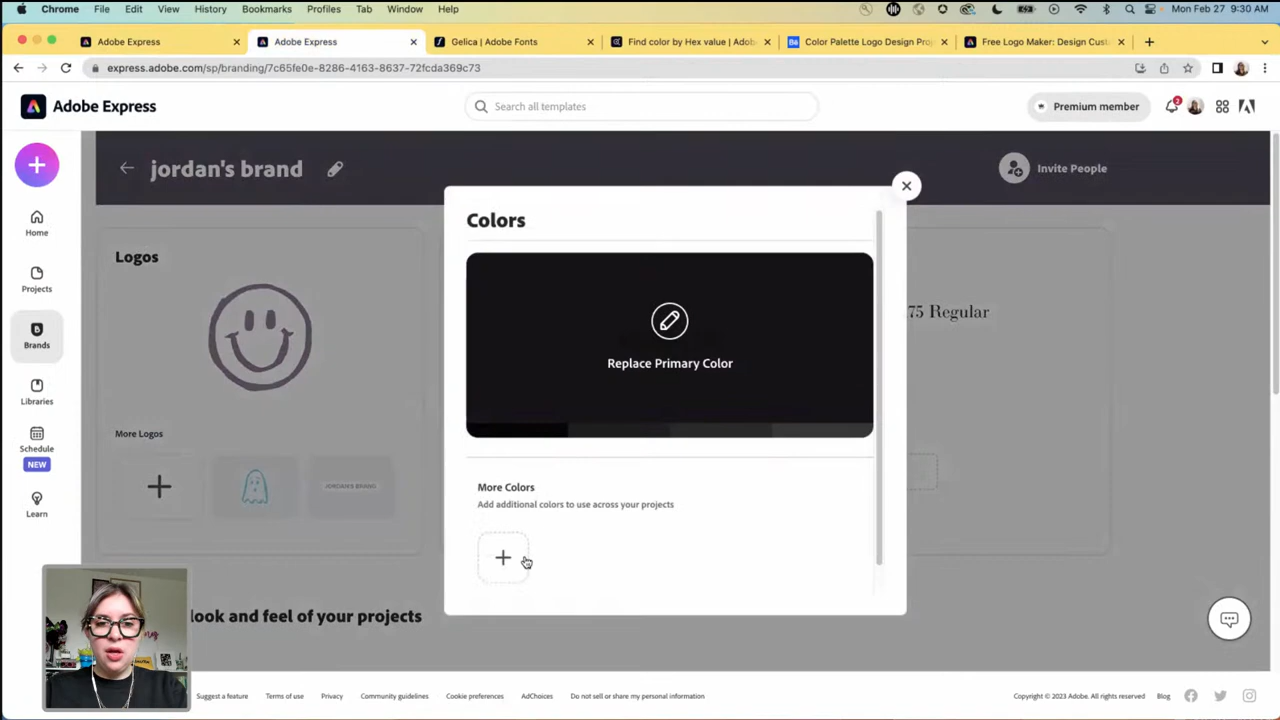 Chrome File Edit View History Bookmarks Profiles Tab Window Help Mon Feb 27 9:30 AM
Adobe Express Adobe Express Gelica | Adobe Fonts Find color by Hex value | Adob Color Palette Logo Design Pro Free Logo Maker: Design Cust
express.adobe.com/sp/branding/7c65fe0e-8286-4163-8637-72fcda369c73
Adobe Express
Search all templates
Premium member
2
jordan's brand
Invite People
Home
Projects
Brands
Libraries
Schedule
NEW
Learn
Logos
More Logos
JORDAN'S BRAND
Colors
Replace Primary Color
More Colors
Add additional colors to use across your projects
75 Regular
look and feel of your projects
Suggest a feature Terms of use Privacy Community guidelines Cookie preferences AdChoices Do not sell or share my personal information Copyright © 2023 Adobe. All rights reserved Blog